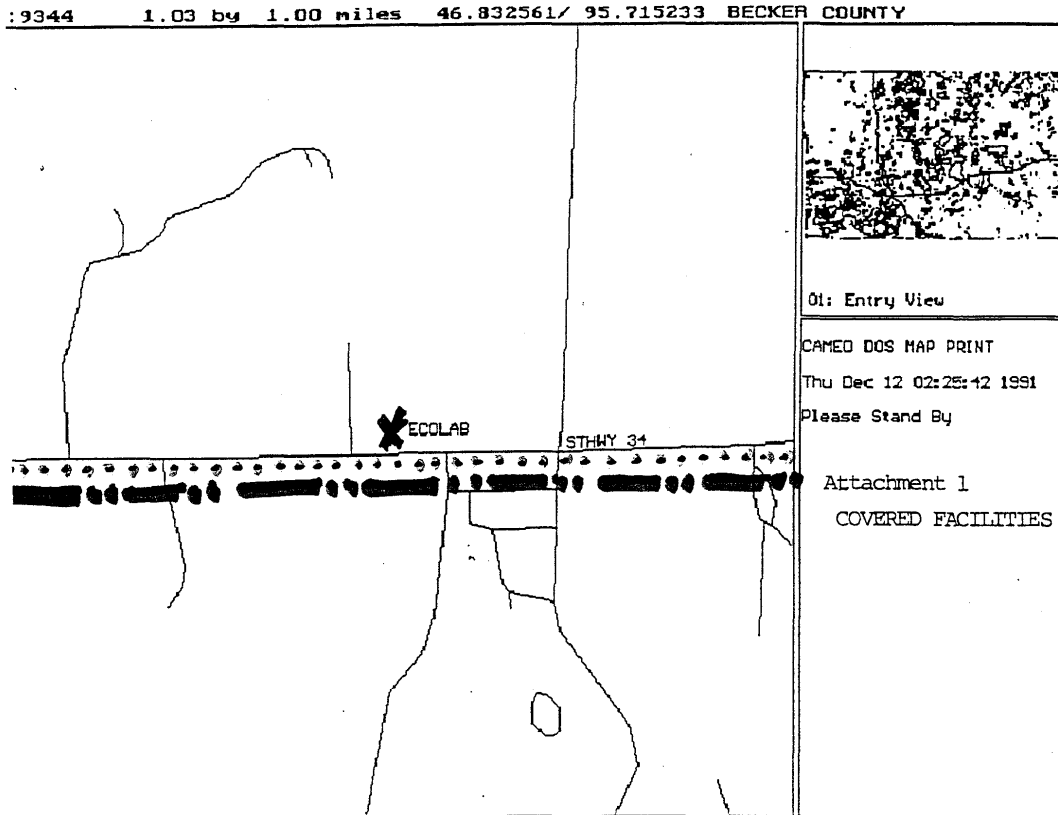 :9344 1.03 by 1.00 miles 46.832561/ 95.715233 BECKER COUNTY
01: Entry View
CAMEO DOS MAP PRINT
Thu Dec 12 02:25:42 1991
Please Stand By
ECOLAB
STHWY 34
Attachment 1
COVERED FACILITIES